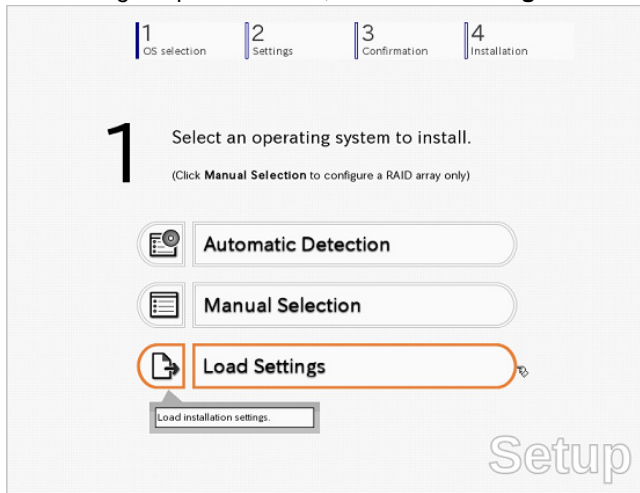 1
OS selection
2
Settings
3
Confirmation
4
Installation
1
Select an operating system to install.
(Click Manual Selection to configure a RAID array only)
Automatic Detection
Manual Selection
Load Settings
Load installation settings.
Setup